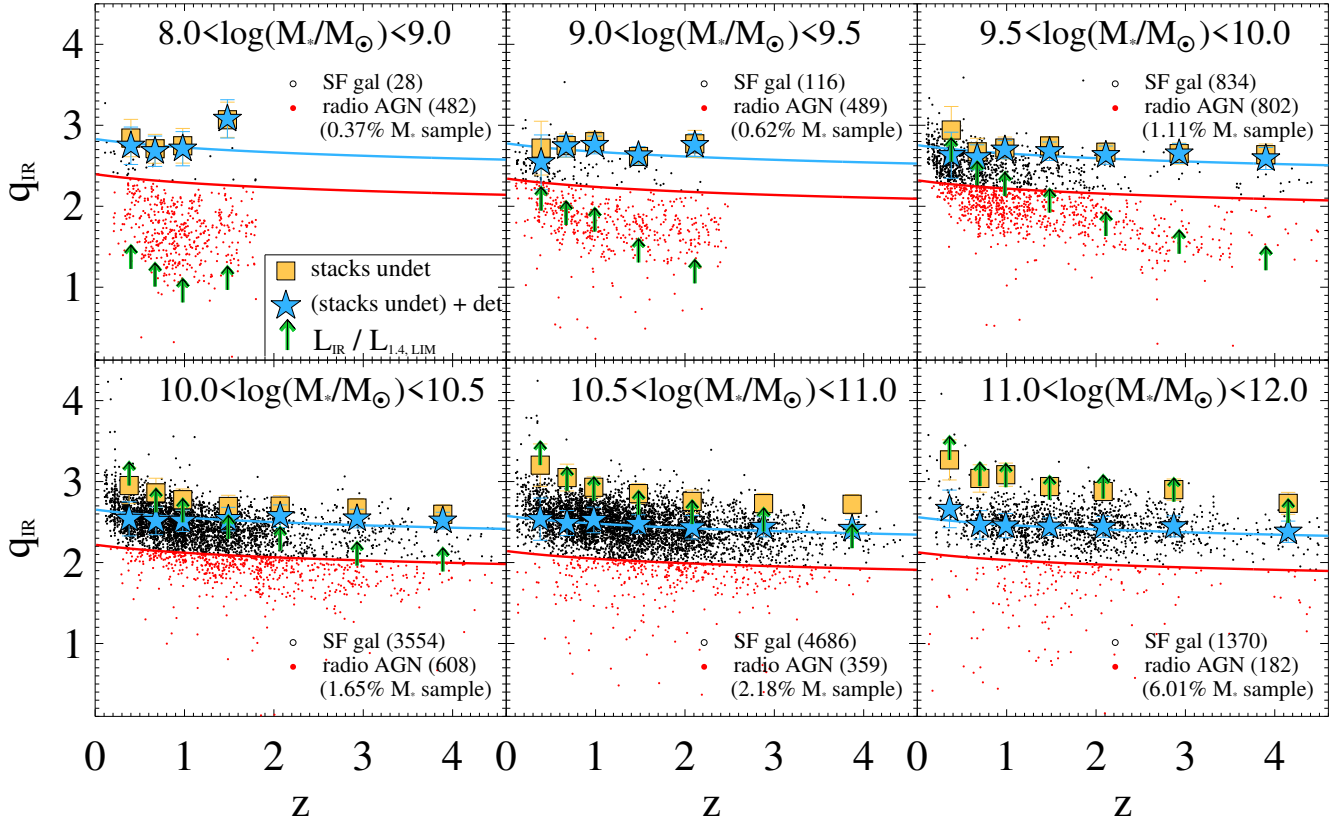 8.0<log(M*/M⊙)<9.0
SF gal (28)
radio AGN (482)
(0.37% M* sample)
9.0<log(M*/M⊙)<9.5
SF gal (116)
radio AGN (489)
(0.62% M* sample)
9.5<log(M*/M⊙)<10.0
SF gal (834)
radio AGN (802)
(1.11% M* sample)
qIR
4
3
2
1
stacks undet
(stacks undet) + det
LIR / L1.4, LIM
10.0<log(M*/M⊙)<10.5
SF gal (3554)
radio AGN (608)
(1.65% M* sample)
10.5<log(M*/M⊙)<11.0
SF gal (4686)
radio AGN (359)
(2.18% M* sample)
11.0<log(M*/M⊙)<12.0
SF gal (1370)
radio AGN (182)
(6.01% M* sample)
qIR
4
3
2
1
0 1 2 3 4
0 1 2 3 4
0 1 2 3 4
z
z
z